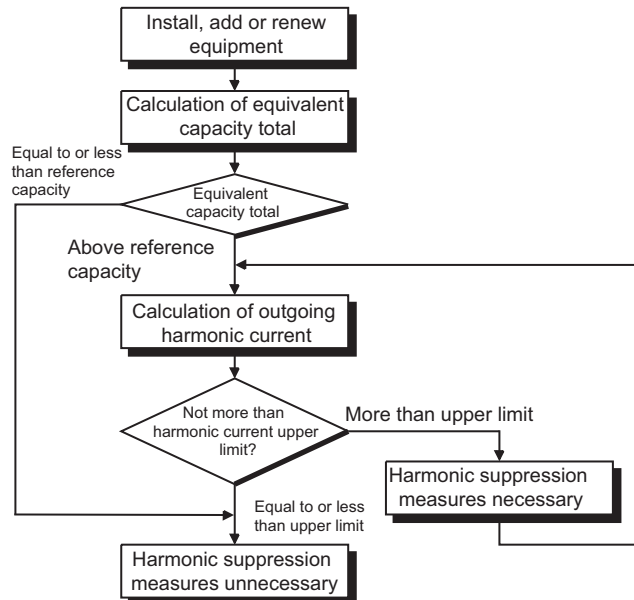 Install, add or renew
equipment
Calculation of equivalent
capacity total
Equal to or less
than reference
capacity
Equivalent
capacity total
Above reference
capacity
Calculation of outgoing
harmonic current
Not more than
harmonic current upper
limit?
More than upper limit
Harmonic suppression
measures necessary
Equal to or less
than upper limit
Harmonic suppression
measures unnecessary